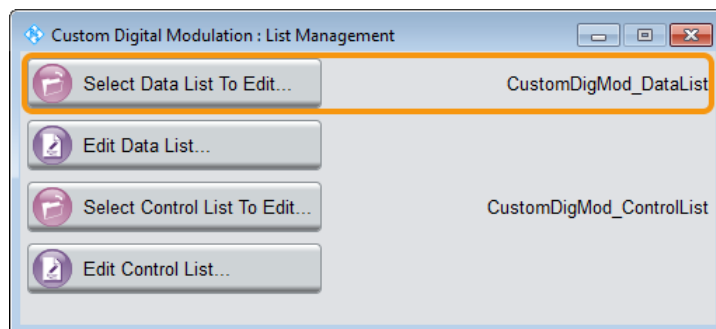 Custom Digital Modulation : List Management
Select Data List To Edit... CustomDigMod_DataList
Edit Data List...
Select Control List To Edit... CustomDigMod_ControlList
Edit Control List...